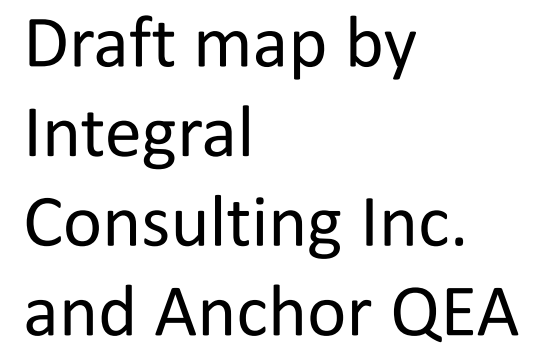 Draft map by
Integral
Consulting Inc.
and Anchor QEA